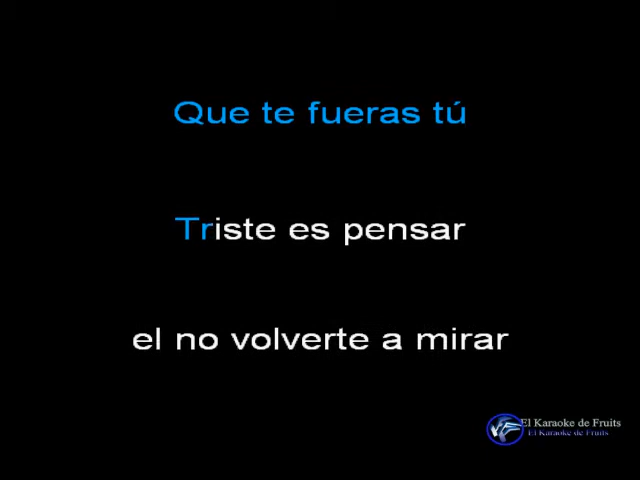 Que te fueras tú
Triste es pensar
el no volverte a mirar
El Karaoke de Fruits
El Karaoke de Fruits